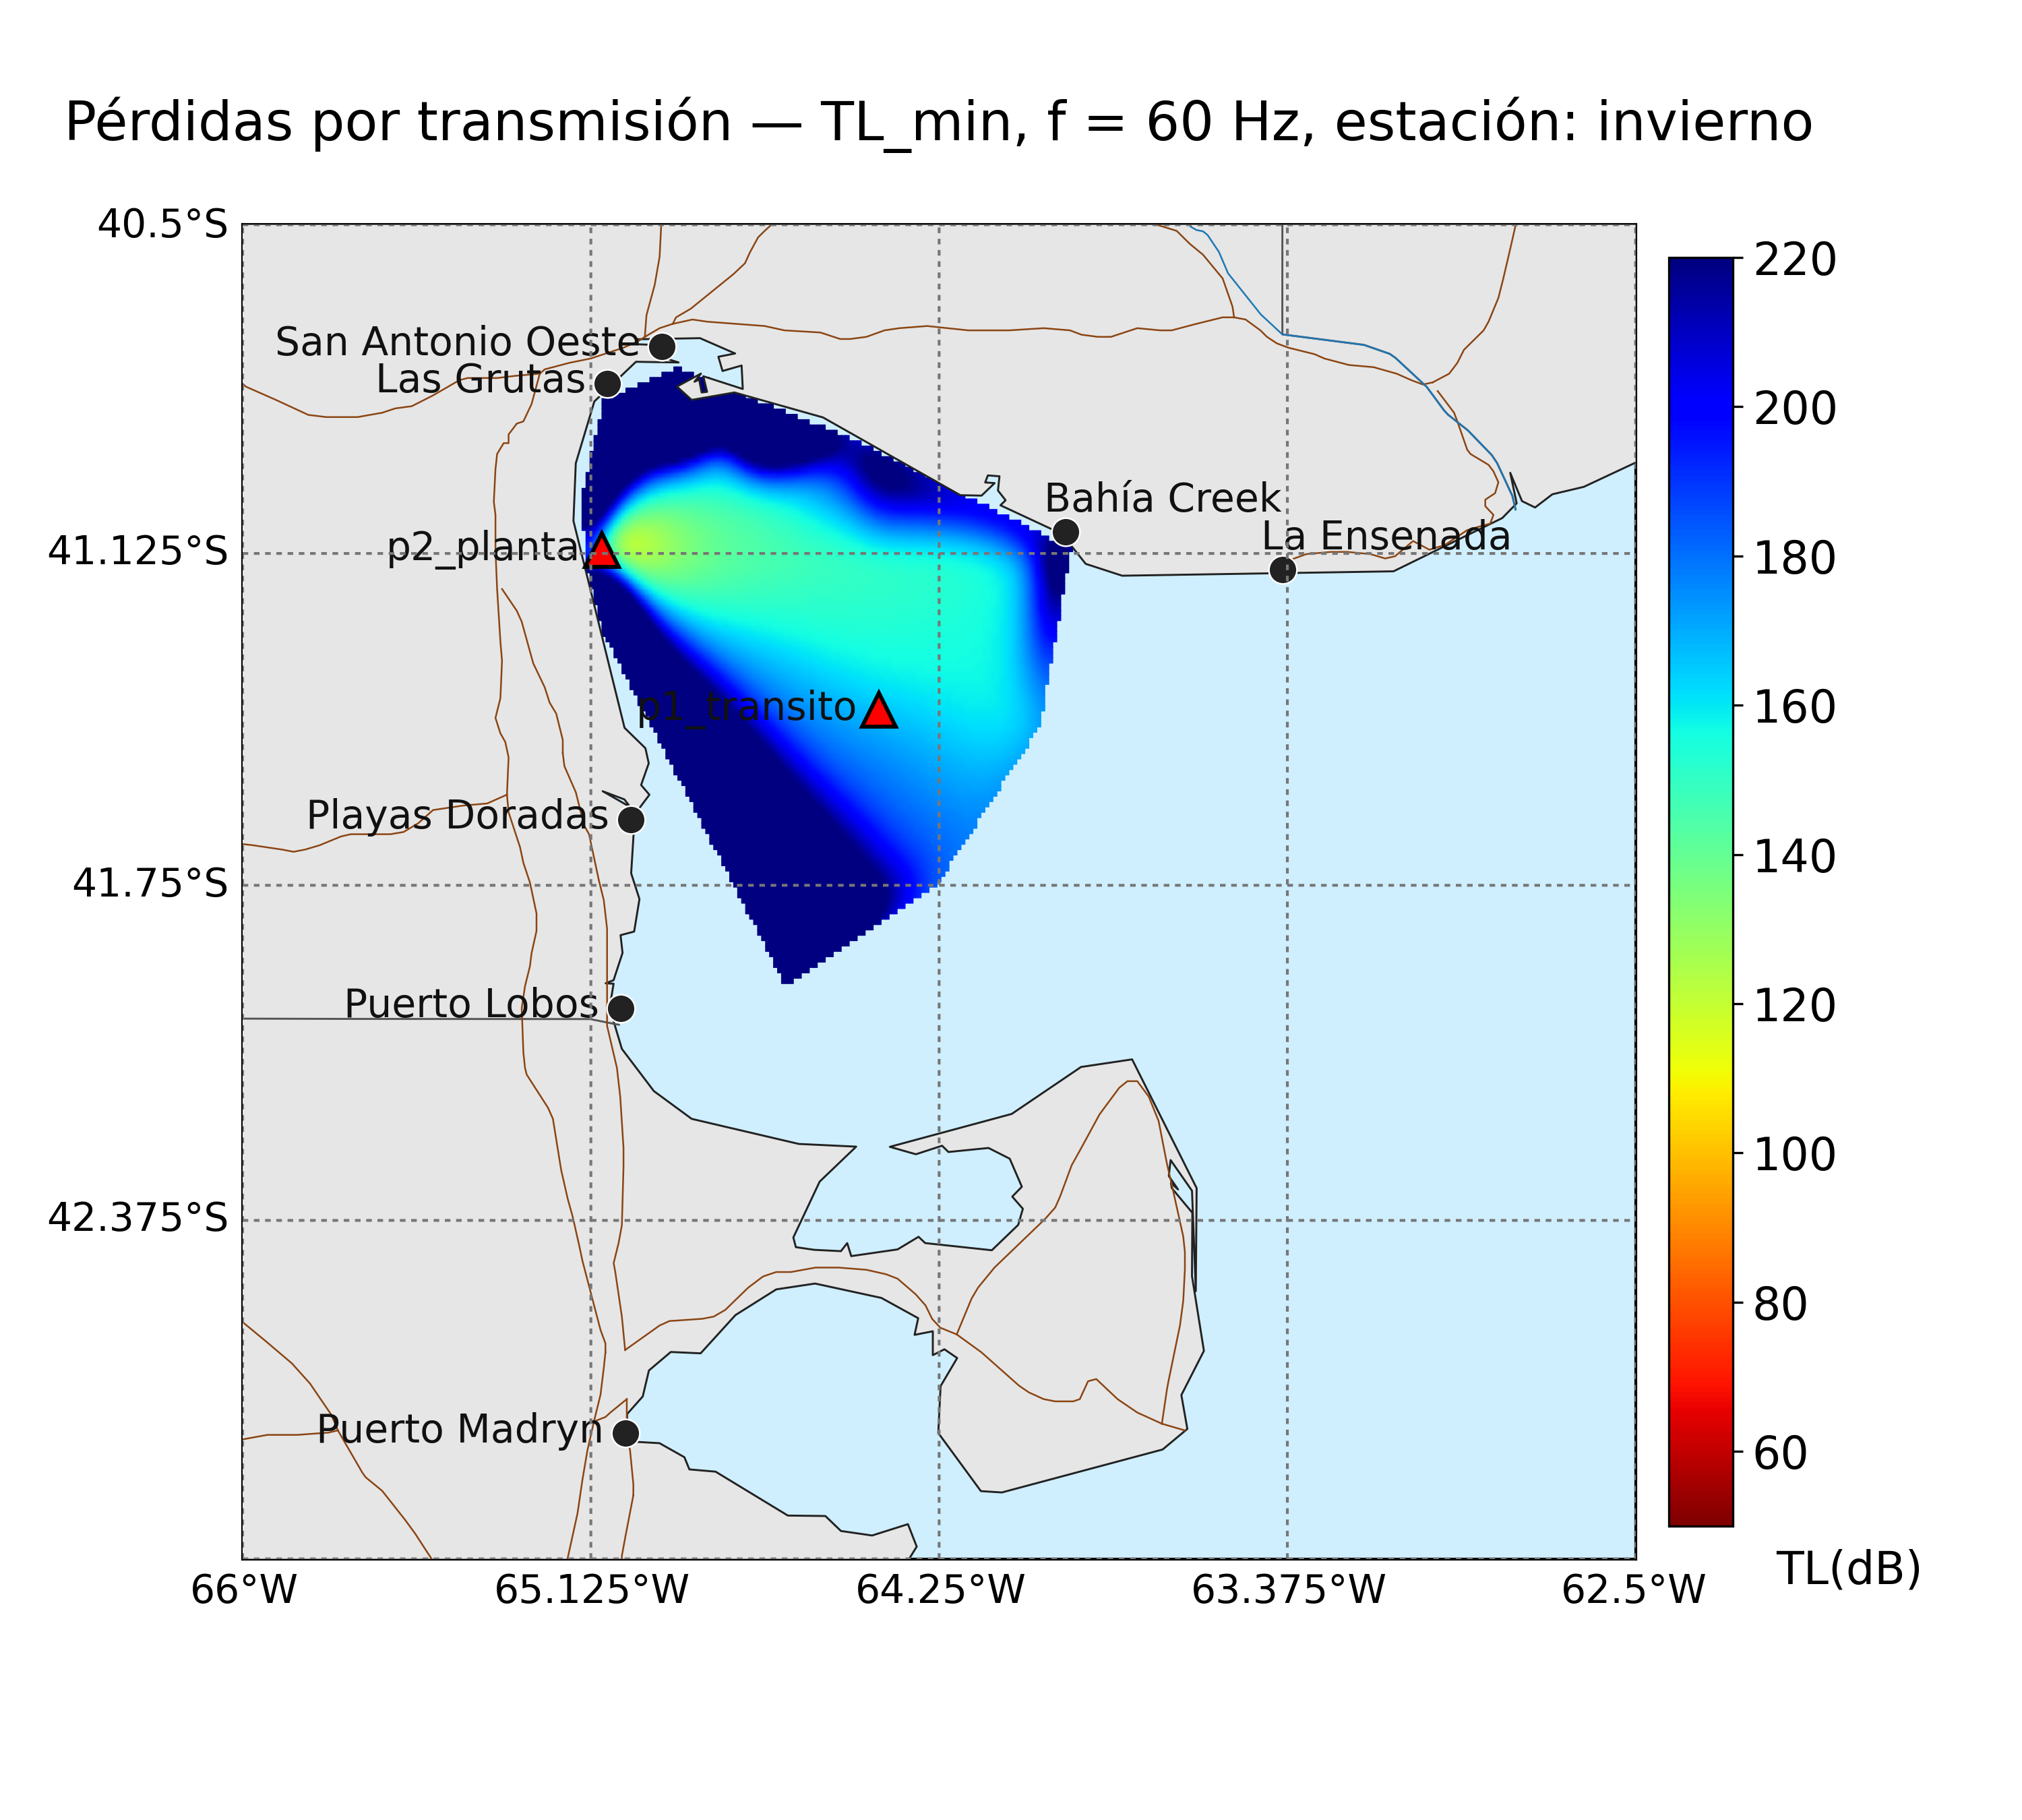 Pérdidas por transmisión — TL_min, f = 60 Hz, estación: invierno
40.5°S
220
San Antonio Oeste
Las Grutas
200
Bahía Creek
La Ensenada
p2_planta
41.125°S
180
p1_transito
160
Playas Doradas
140
41.75°S
Puerto Lobos
120
100
42.375°S
80
Puerto Madryn
60
TL(dB)
66°W 65.125°W 64.25°W 63.375°W 62.5°W